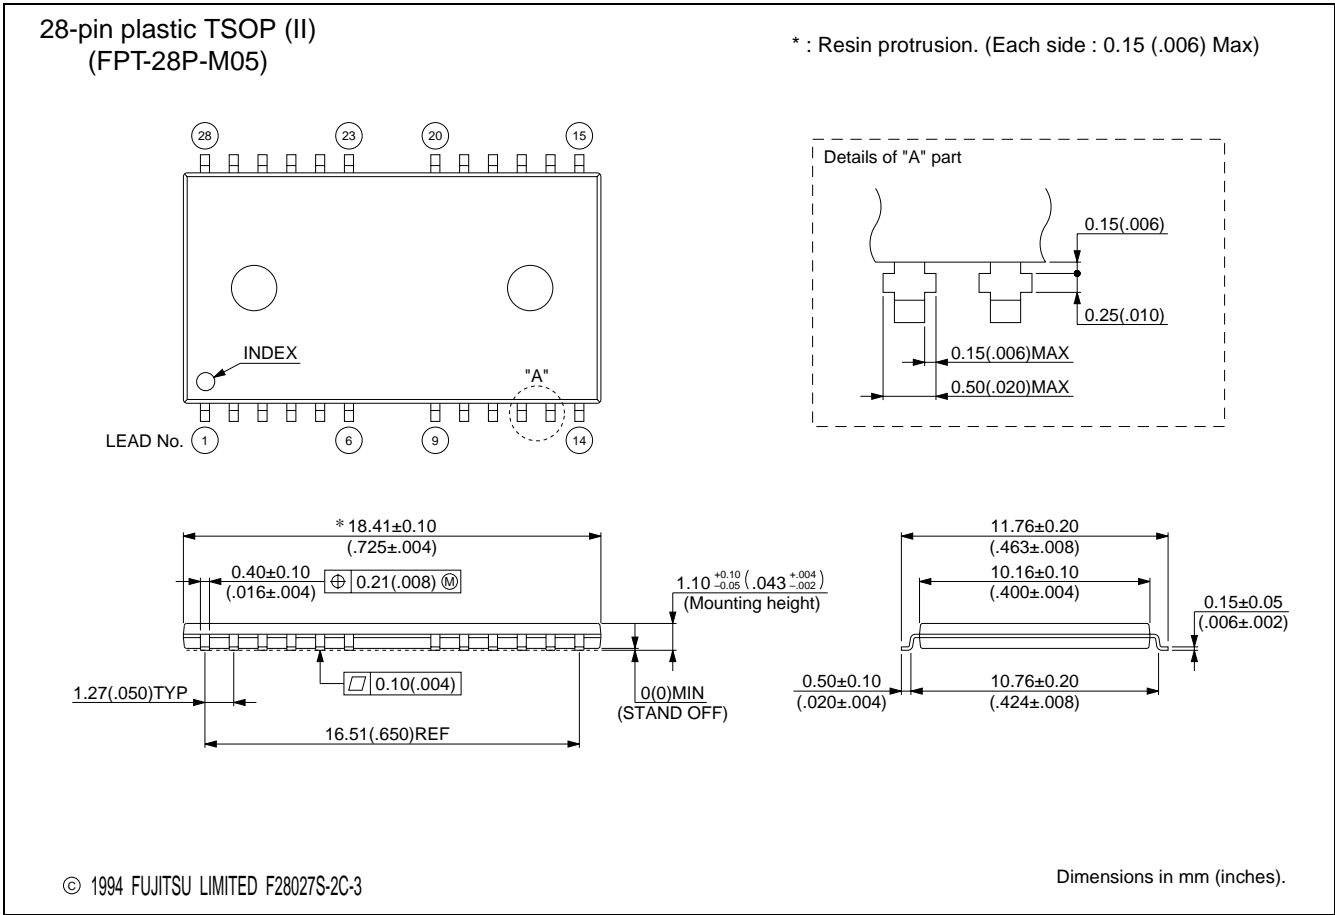 28-pin plastic TSOP (II)
(FPT-28P-M05)
* : Resin protrusion. (Each side : 0.15 (.006) Max)
28
23
20
15
INDEX
"A"
LEAD No.
1
6
9
14
Details of "A" part
0.15(.006)
0.25(.010)
0.15(.006)MAX
0.50(.020)MAX
* 18.41±0.10
(.725±.004)
0.40±0.10
(.016±.004)
⌖ 0.21(.008) Ⓜ
1.10 +0.10 −0.05 (.043 +.004 −.002)
(Mounting height)
1.27(.050)TYP
⏥ 0.10(.004)
0(0)MIN
(STAND OFF)
16.51(.650)REF
11.76±0.20
(.463±.008)
10.16±0.10
(.400±.004)
0.15±0.05
(.006±.002)
0.50±0.10
(.020±.004)
10.76±0.20
(.424±.008)
© 1994 FUJITSU LIMITED F28027S-2C-3
Dimensions in mm (inches).